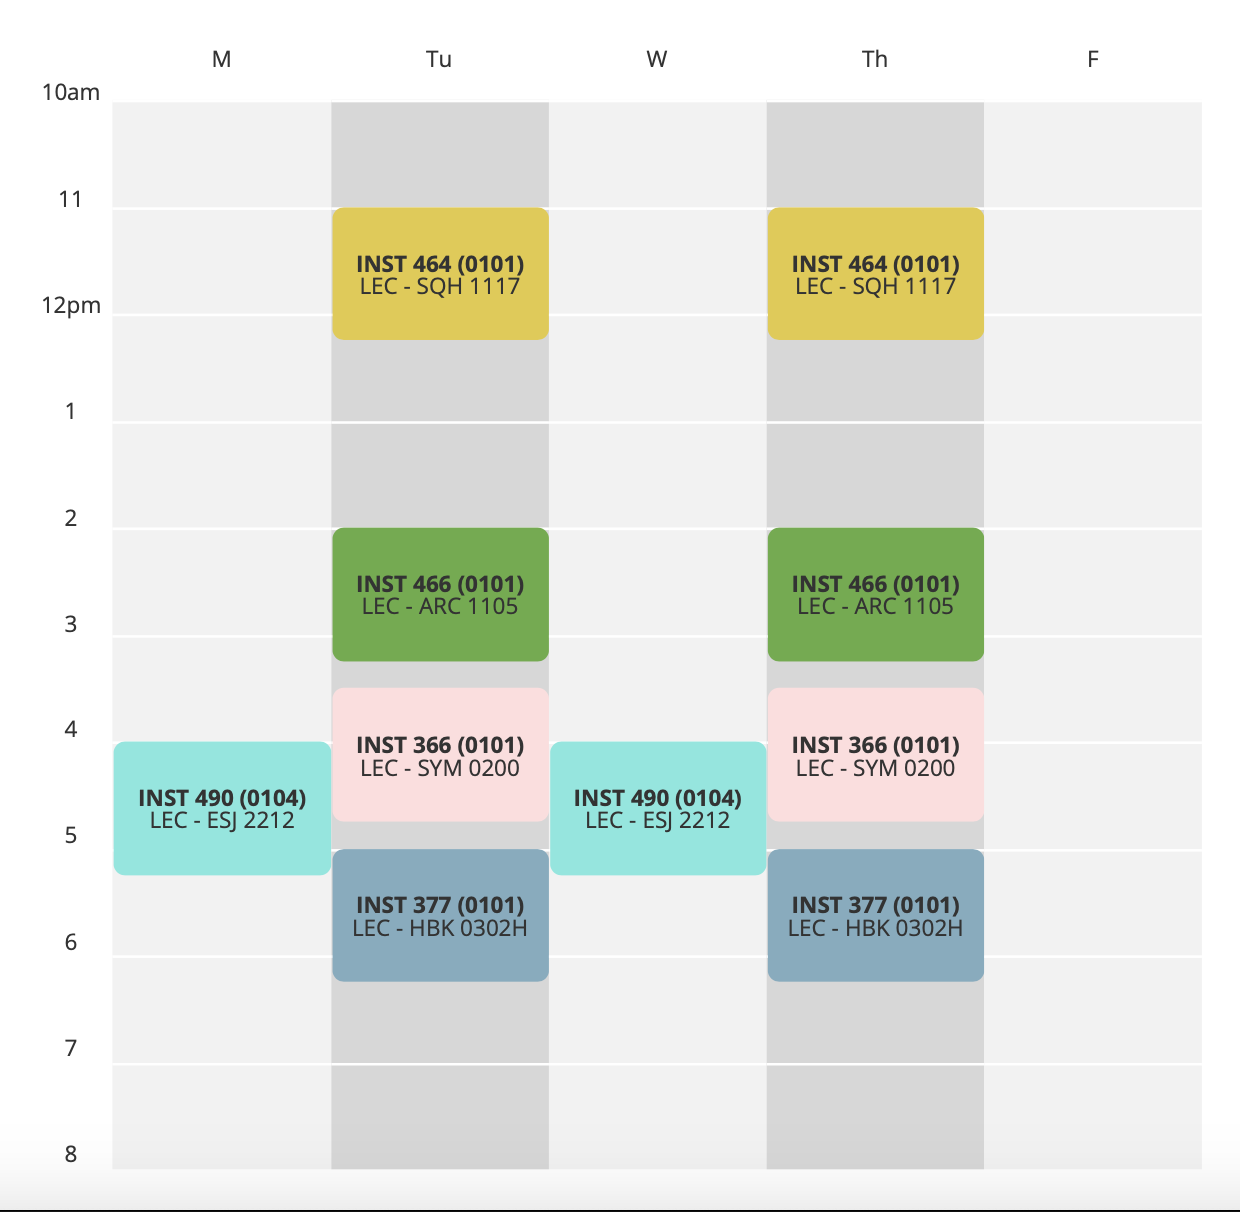 M Tu W Th F
10am
11
INST 464 (0101)
LEC - SQH 1117
INST 464 (0101)
LEC - SQH 1117
12pm
1
2
INST 466 (0101)
LEC - ARC 1105
INST 466 (0101)
LEC - ARC 1105
3
4
INST 366 (0101)
LEC - SYM 0200
INST 366 (0101)
LEC - SYM 0200
INST 490 (0104)
LEC - ESJ 2212
INST 490 (0104)
LEC - ESJ 2212
5
INST 377 (0101)
LEC - HBK 0302H
INST 377 (0101)
LEC - HBK 0302H
6
7
8